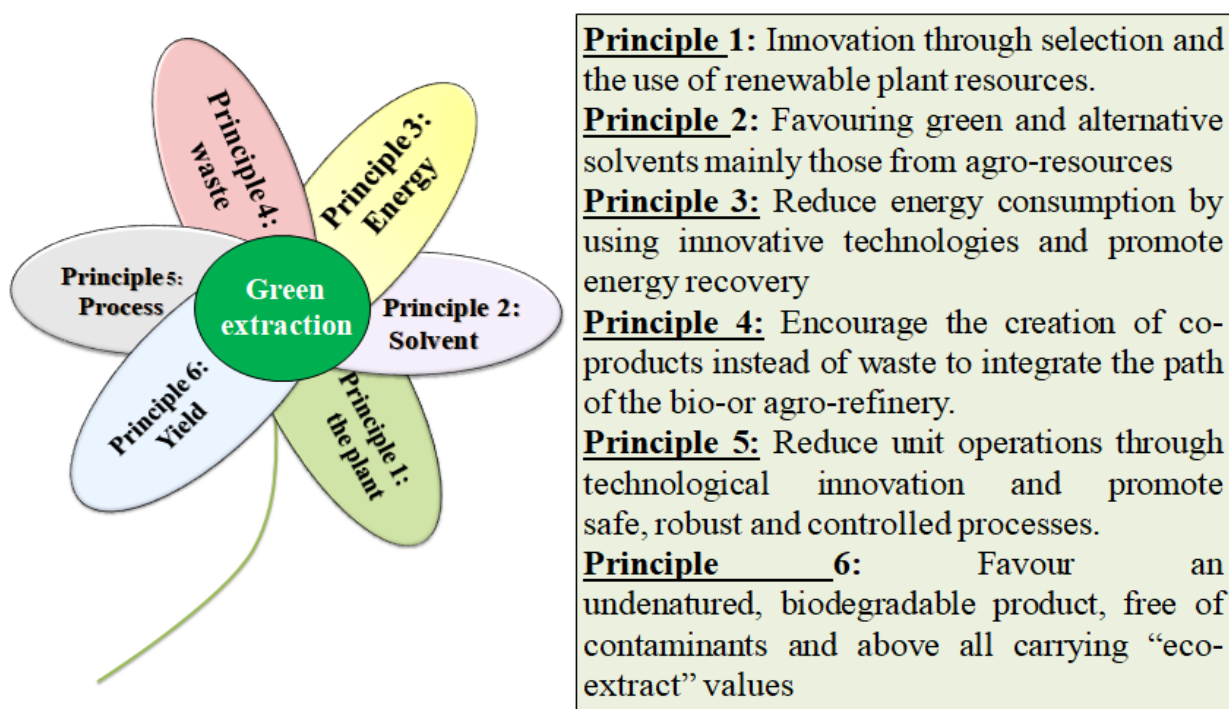 Principle 4:
waste
Principle 3:
Energy
Principle 5:
Process
Green
extraction
Principle 2:
Solvent
Principle 6:
Yield
Principle 1:
the plant
Principle 1: Innovation through selection and
the use of renewable plant resources.
Principle 2: Favouring green and alternative
solvents mainly those from agro-resources
Principle 3: Reduce energy consumption by
using innovative technologies and promote
energy recovery
Principle 4: Encourage the creation of co-
products instead of waste to integrate the path
of the bio-or agro-refinery.
Principle 5: Reduce unit operations through
technological innovation and promote
safe, robust and controlled processes.
Principle 6: Favour an
undenatured, biodegradable product, free of
contaminants and above all carrying “eco-
extract” values